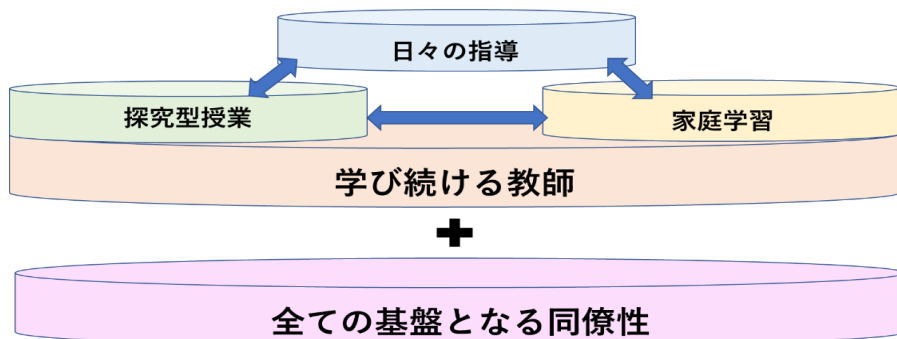 日々の指導
探究型授業
家庭学習
学び続ける教師
+
全ての基盤となる同僚性